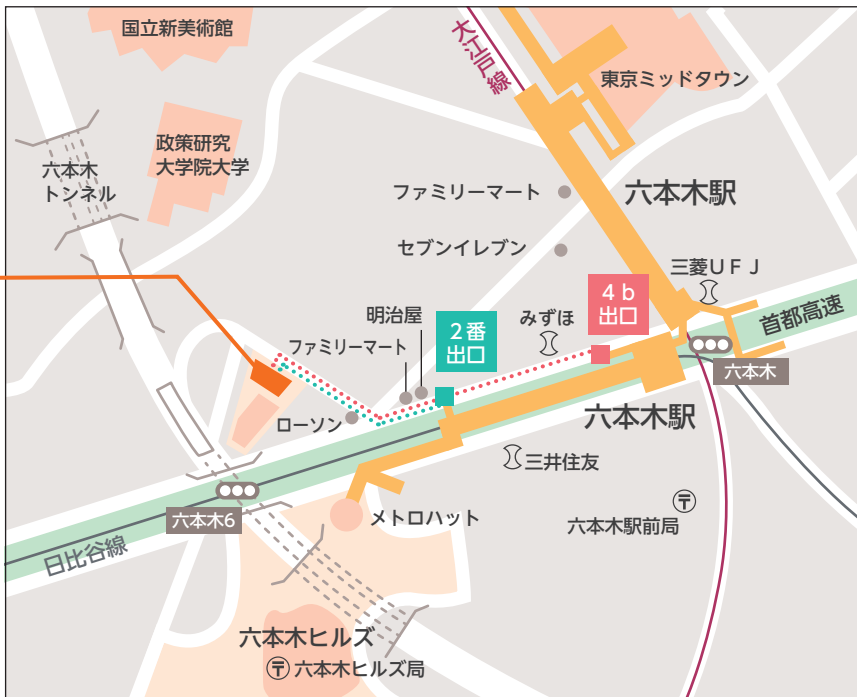 国立新美術館
大江戸線
東京ミッドタウン
政策研究
大学院大学
六本木
トンネル
ファミリーマート
六本木駅
セブンイレブン
三菱UFJ
4b
出口
首都高速
明治屋
みずほ
2番
出口
ファミリーマート
六本木
ローソン
六本木駅
三井住友
六本木6
メトロハット
六本木駅前局
日比谷線
六本木ヒルズ
〒六本木ヒルズ局
〒